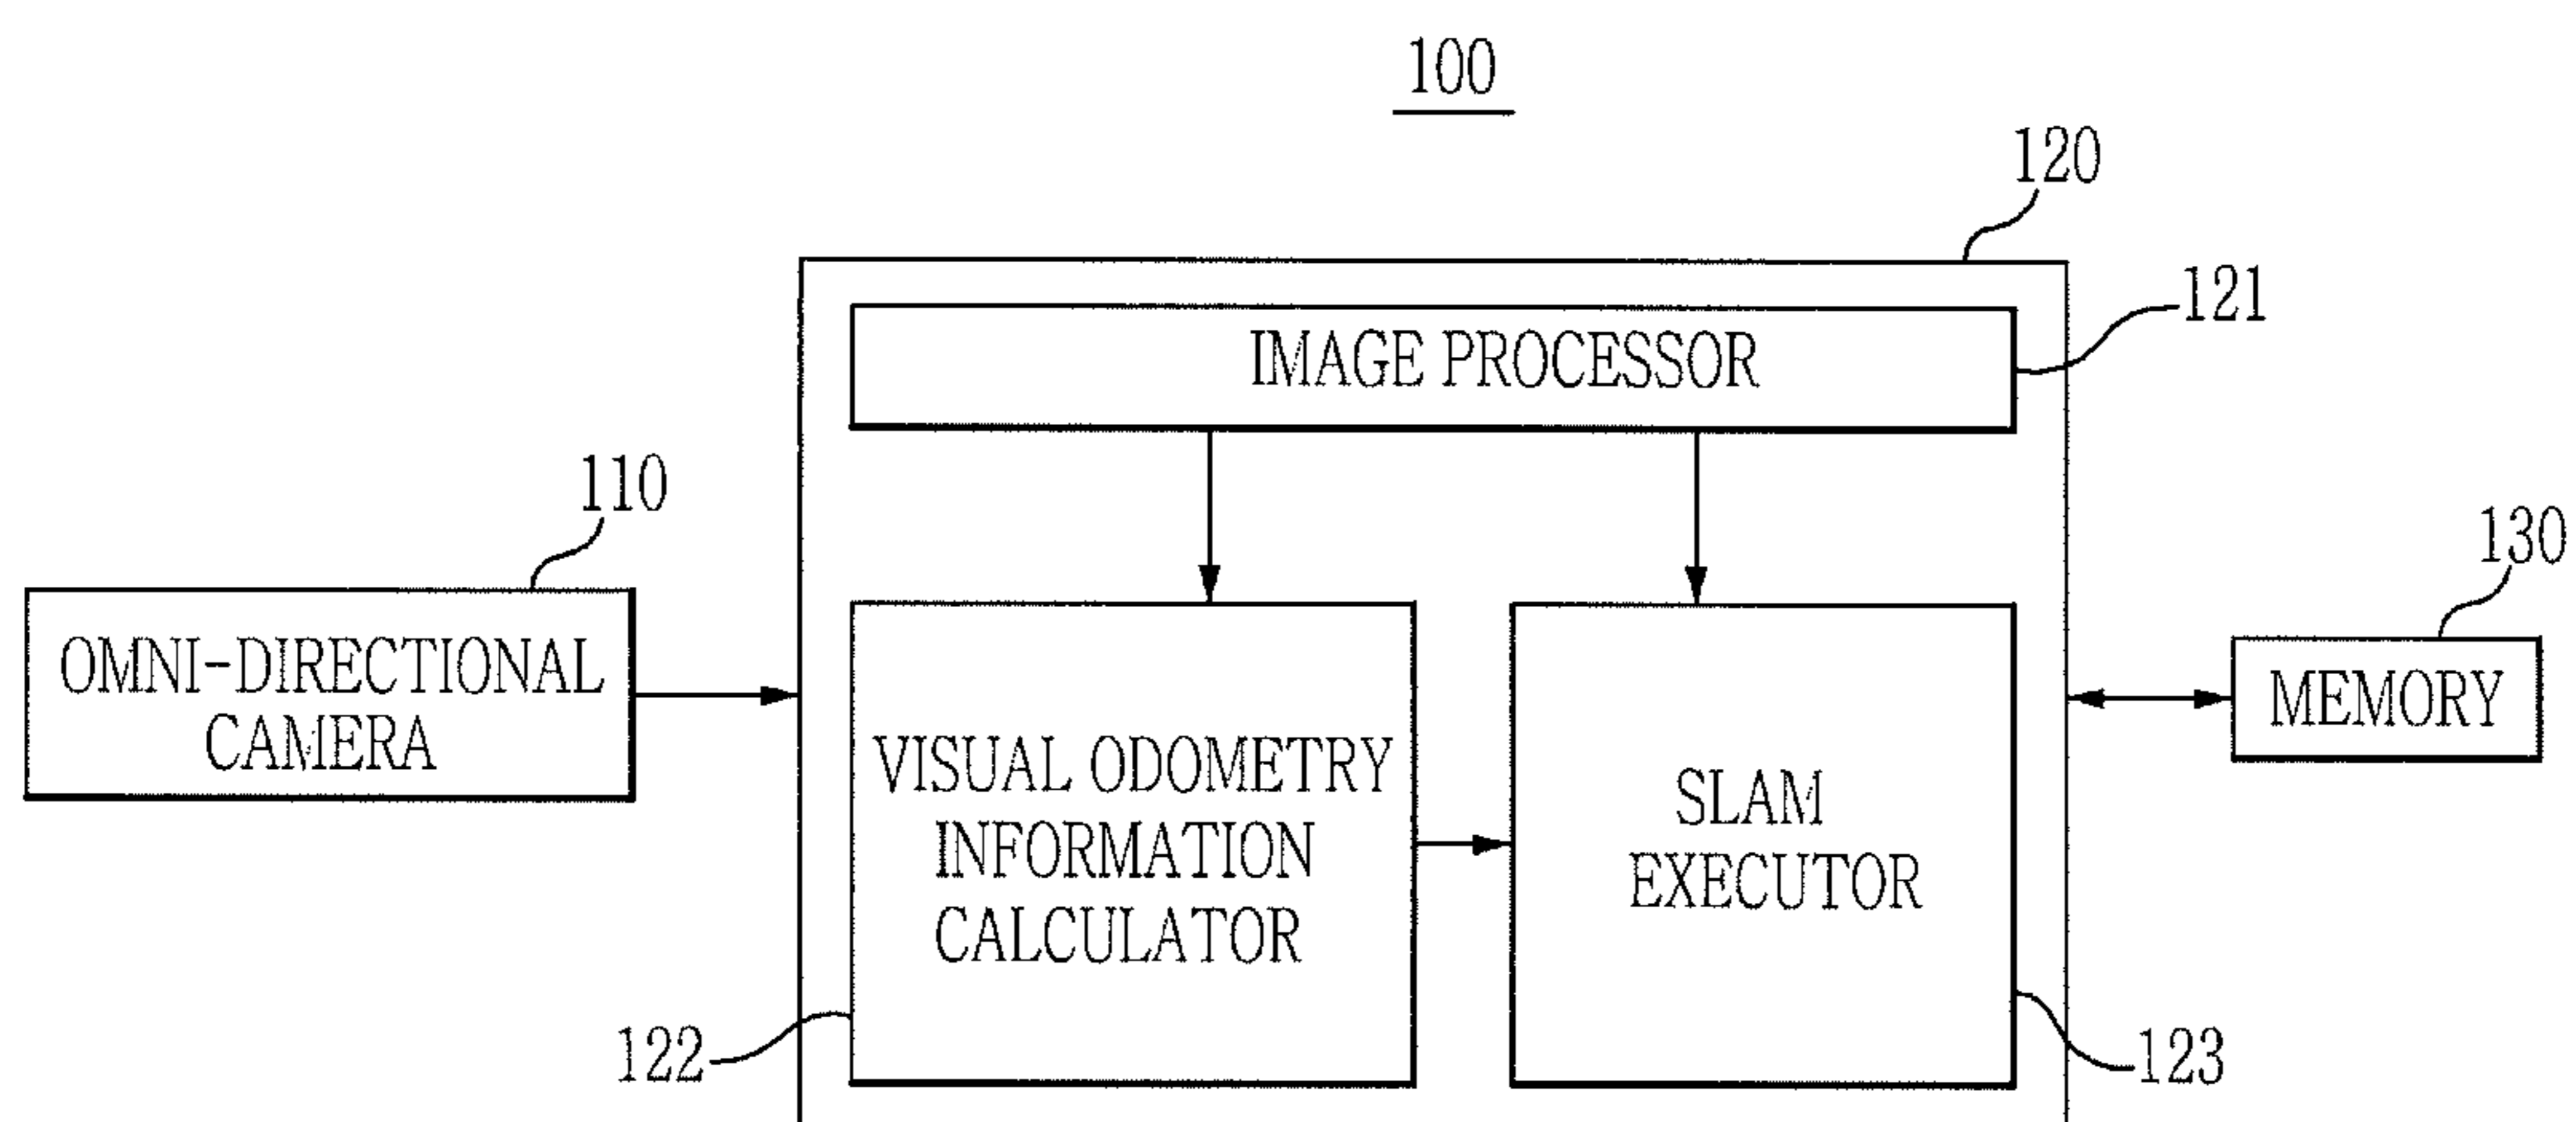 100
120
121
IMAGE PROCESSOR
110
130
OMNI-DIRECTIONAL
CAMERA
MEMORY
VISUAL ODOMETRY
INFORMATION
CALCULATOR
SLAM
EXECUTOR
122
123